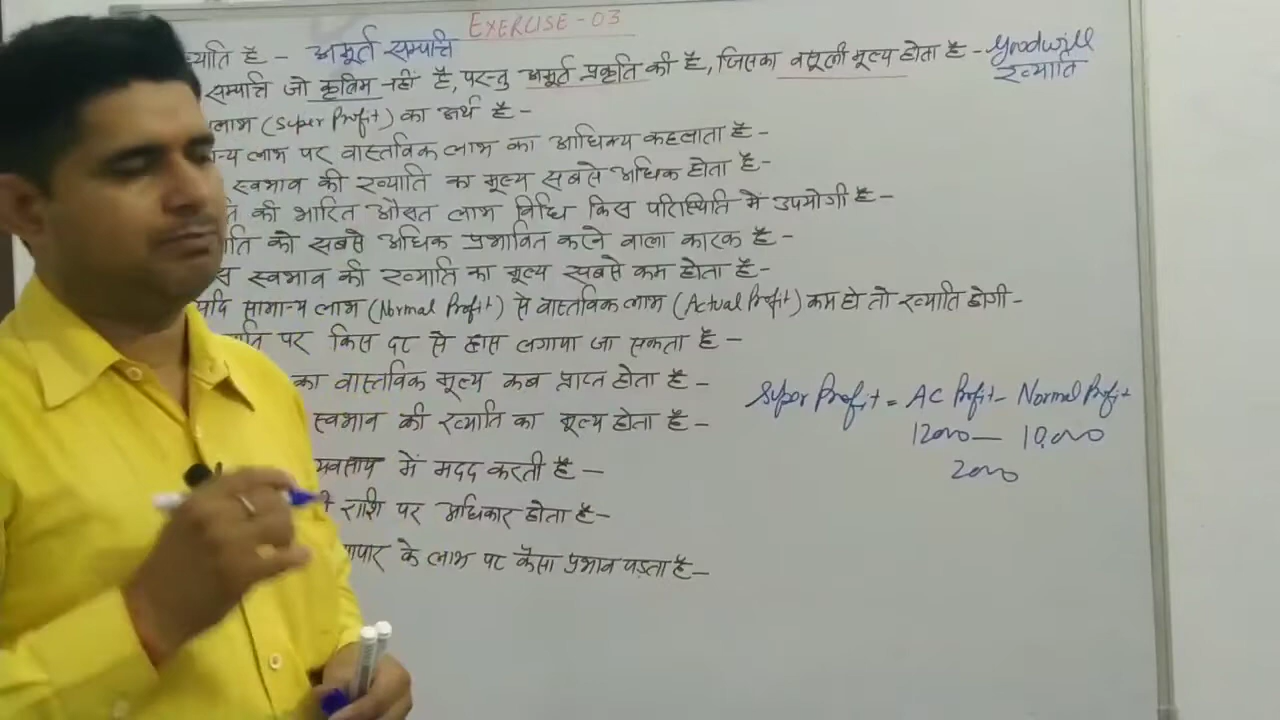 EXERCISE-03
ख्याति है - अमूर्त सम्पत्ति
सम्पत्ति जो कृत्रिम नहीं है, परन्तु अमूर्त प्रकृति की है, जिसका वसूली मूल्य होता है - Goodwill
ख्याति
लाभ (Super Profit) का अर्थ है -
लाभ पर वास्तविक लाभ का आधिक्य कहलाता है -
स्वभाव की ख्याति का मूल्य सबसे अधिक होता है -
की भारित औसत लाभ विधि किस परिस्थिति में उपयोगी है -
को सबसे अधिक प्रभावित करने वाला कारक है -
स्वभाव की ख्याति का मूल्य सबसे कम होता है -
यदि सामान्य लाभ (Normal Profit) से वास्तविक लाभ (Actual Profit) कम हो तो ख्याति होगी -
पर किस दर से ह्रास लगाया जा सकता है -
का वास्तविक मूल्य कब प्राप्त होता है -
स्वभाव की ख्याति का मूल्य होता है -
में मदद करती है -
राशि पर अधिकार होता है -
के लाभ पर कैसा प्रभाव पड़ता है -
Super Profit = AC Profit - Normal Profit
12000 - 10,000
2000